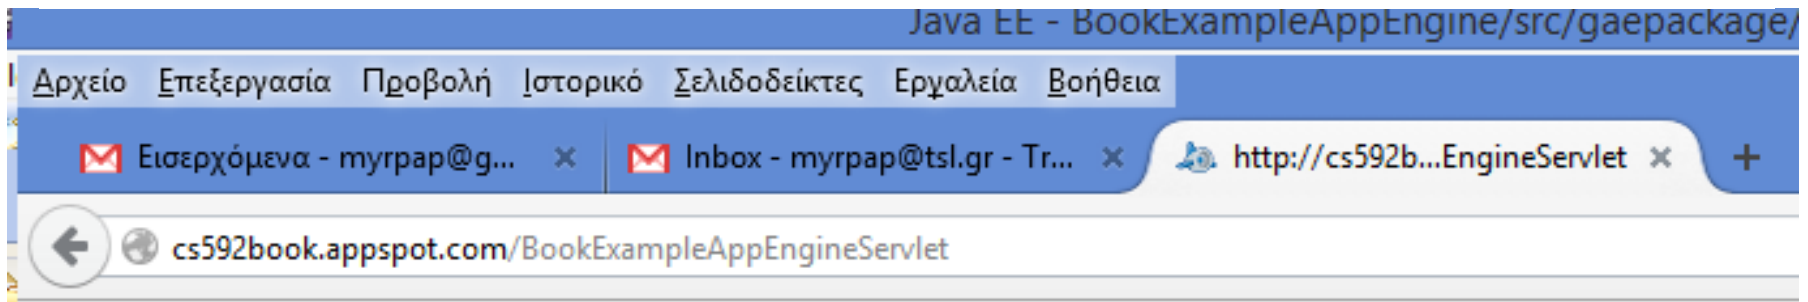 Java EE - BookExampleAppEngine/src/gaepackage/
Αρχείο Επεξεργασία Προβολή Ιστορικό Σελιδοδείκτες Εργαλεία Βοήθεια
Εισερχόμενα - myrpap@g... Inbox - myrpap@tsl.gr - Tr... http://cs592b...EngineServlet
cs592book.appspot.com/BookExampleAppEngineServlet